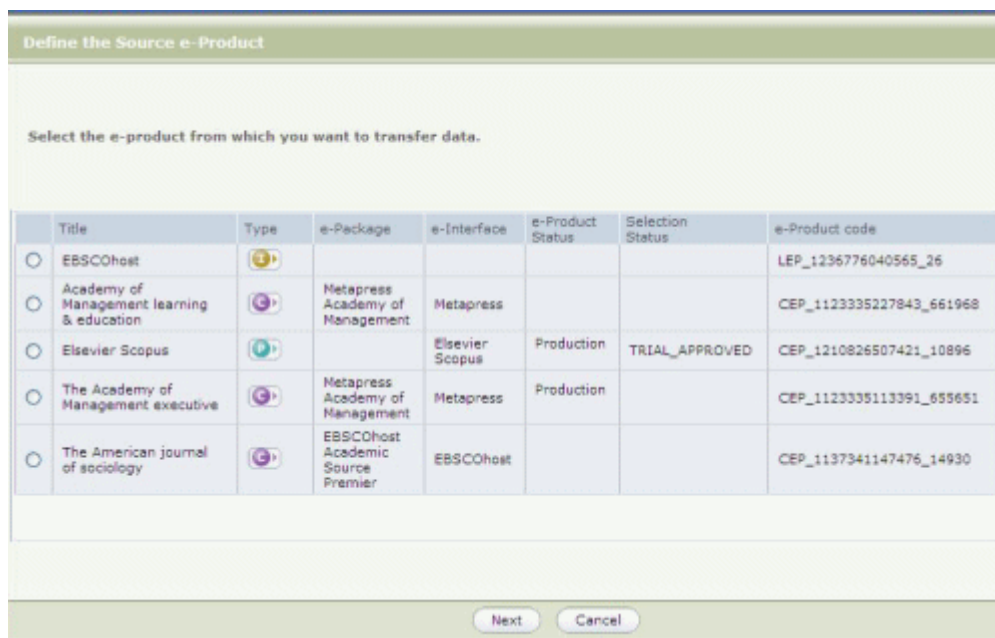 Define the Source e-Product
Select the e-product from which you want to transfer data.
Title Type e-Package e-Interface e-Product Status Selection Status e-Product code
EBSCOhost I LEP_1236776040565_26
Academy of Management learning & education C Metapress Academy of Management Metapress CEP_1123335227843_661968
Elsevier Scopus P Elsevier Scopus Production TRIAL_APPROVED CEP_1210826507421_10896
The Academy of Management executive C Metapress Academy of Management Metapress Production CEP_1123335113391_655651
The American journal of sociology C EBSCOhost Academic Source Premier EBSCOhost CEP_1137341147476_14930
Next Cancel